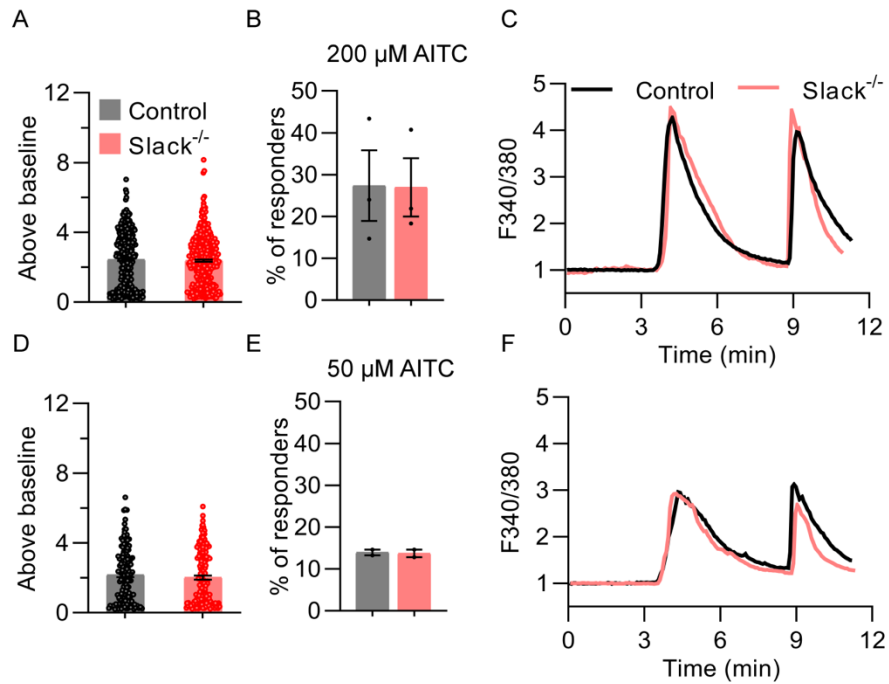 A
Above baseline
12
8
4
0
Control
Slack-/-
B
200 µM AITC
% of responders
50
40
30
20
10
0
C
F340/380
5
4
3
2
1
Control
Slack-/-
0 3 6 9 12
Time (min)
D
Above baseline
12
8
4
0
E
50 µM AITC
% of responders
50
40
30
20
10
0
F
F340/380
5
4
3
2
1
0 3 6 9 12
Time (min)